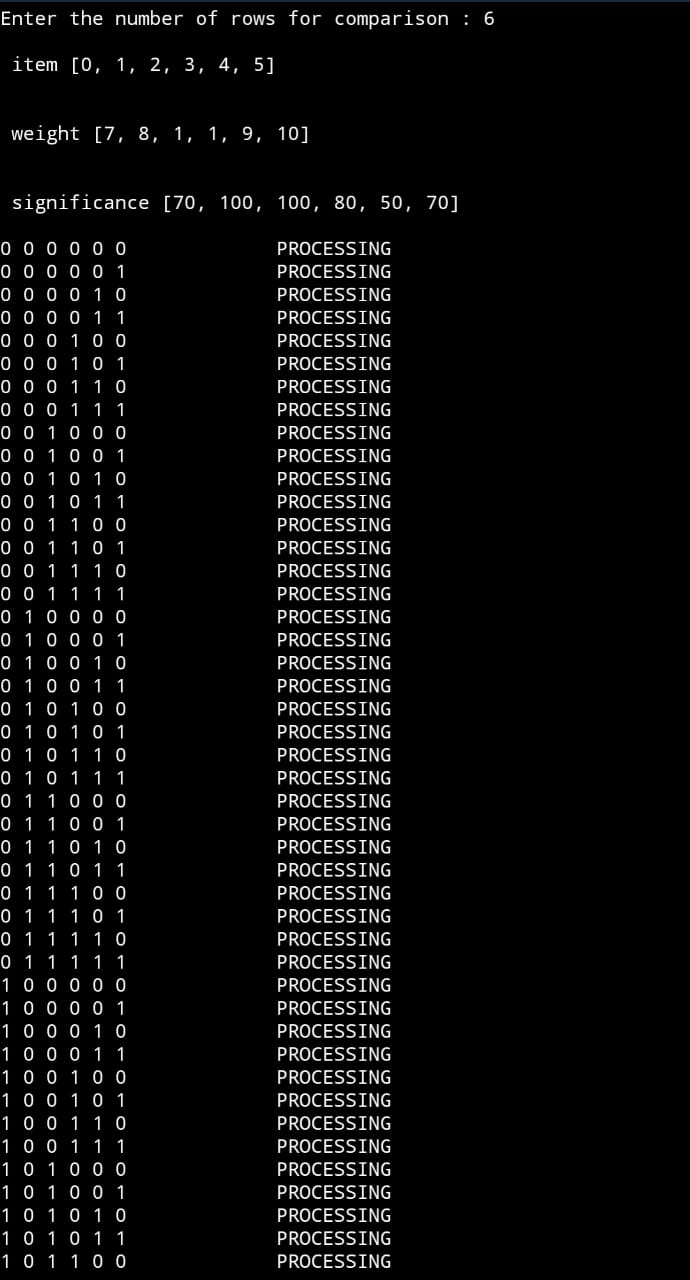 Enter the number of rows for comparison : 6
item [0, 1, 2, 3, 4, 5]
weight [7, 8, 1, 1, 9, 10]
significance [70, 100, 100, 80, 50, 70]
0 0 0 0 0 0 PROCESSING
0 0 0 0 0 1 PROCESSING
0 0 0 0 1 0 PROCESSING
0 0 0 0 1 1 PROCESSING
0 0 0 1 0 0 PROCESSING
0 0 0 1 0 1 PROCESSING
0 0 0 1 1 0 PROCESSING
0 0 0 1 1 1 PROCESSING
0 0 1 0 0 0 PROCESSING
0 0 1 0 0 1 PROCESSING
0 0 1 0 1 0 PROCESSING
0 0 1 0 1 1 PROCESSING
0 0 1 1 0 0 PROCESSING
0 0 1 1 0 1 PROCESSING
0 0 1 1 1 0 PROCESSING
0 0 1 1 1 1 PROCESSING
0 1 0 0 0 0 PROCESSING
0 1 0 0 0 1 PROCESSING
0 1 0 0 1 0 PROCESSING
0 1 0 0 1 1 PROCESSING
0 1 0 1 0 0 PROCESSING
0 1 0 1 0 1 PROCESSING
0 1 0 1 1 0 PROCESSING
0 1 0 1 1 1 PROCESSING
0 1 1 0 0 0 PROCESSING
0 1 1 0 0 1 PROCESSING
0 1 1 0 1 0 PROCESSING
0 1 1 0 1 1 PROCESSING
0 1 1 1 0 0 PROCESSING
0 1 1 1 0 1 PROCESSING
0 1 1 1 1 0 PROCESSING
0 1 1 1 1 1 PROCESSING
1 0 0 0 0 0 PROCESSING
1 0 0 0 0 1 PROCESSING
1 0 0 0 1 0 PROCESSING
1 0 0 0 1 1 PROCESSING
1 0 0 1 0 0 PROCESSING
1 0 0 1 0 1 PROCESSING
1 0 0 1 1 0 PROCESSING
1 0 0 1 1 1 PROCESSING
1 0 1 0 0 0 PROCESSING
1 0 1 0 0 1 PROCESSING
1 0 1 0 1 0 PROCESSING
1 0 1 0 1 1 PROCESSING
1 0 1 1 0 0 PROCESSING